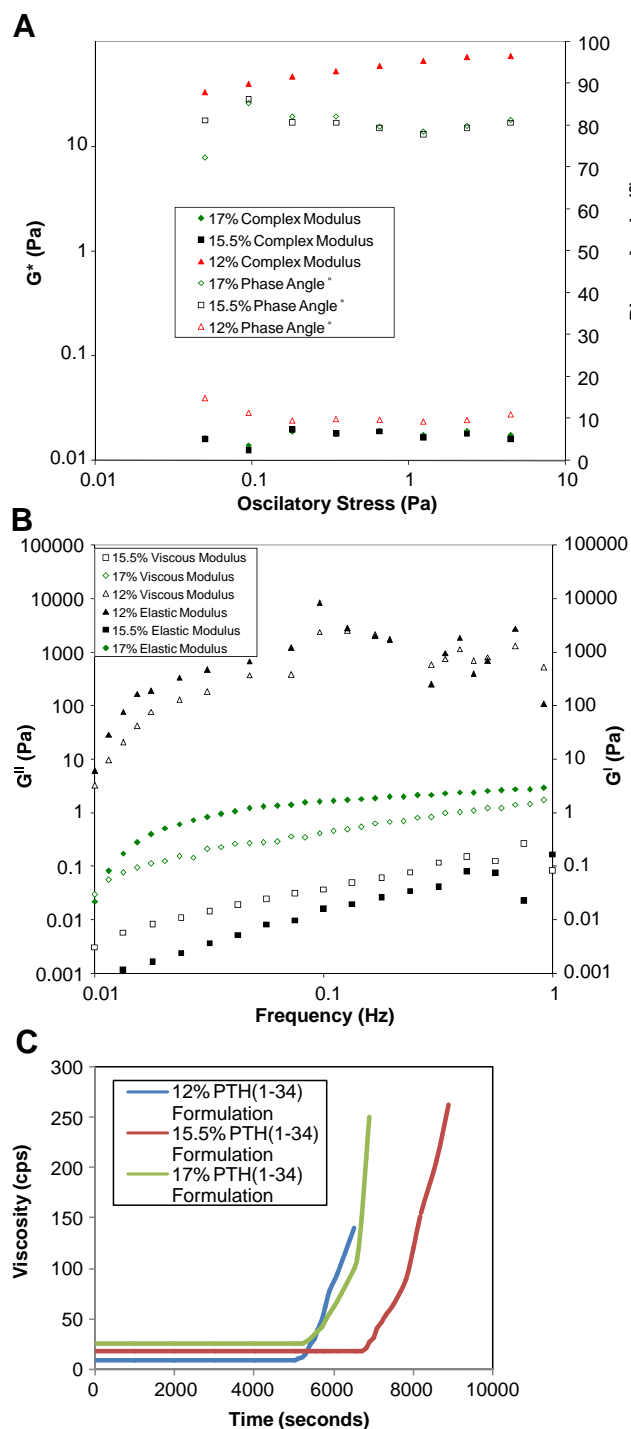 A
100
90
80
70
60
50
40
30
20
10
0
10
1
0.1
0.01
G* (Pa)
17% Complex Modulus
15.5% Complex Modulus
12% Complex Modulus
17% Phase Angle °
15.5% Phase Angle °
12% Phase Angle °
0.01 0.1 1 10
Oscilatory Stress (Pa)
B
100000
10000
1000
100
10
1
0.1
0.01
0.001
G^II (Pa)
15.5% Viscous Modulus
17% Viscous Modulus
12% Viscous Modulus
12% Elastic Modulus
15.5% Elastic Modulus
17% Elastic Modulus
100000
10000
1000
100
10
1
0.1
0.01
0.001
G^I (Pa)
0.01 0.1 1
Frequency (Hz)
C
300
250
200
150
100
50
0
Viscosity (cps)
12% PTH(1-34)
Formulation
15.5% PTH(1-34)
Formulation
17% PTH(1-34)
Formulation
0 2000 4000 6000 8000 10000
Time (seconds)